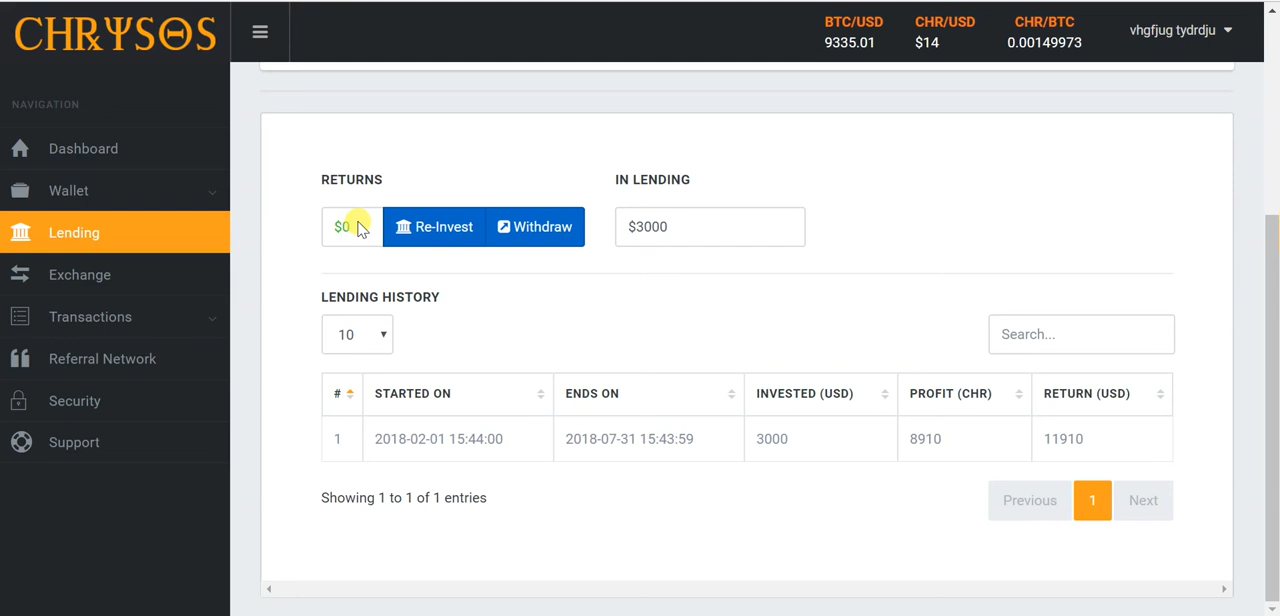 CHRΨSΘS
BTC/USD CHR/USD CHR/BTC
9335.01 $14 0.00149973
vhgfjug tydrdju
NAVIGATION
Dashboard
Wallet
Lending
Exchange
Transactions
Referral Network
Security
Support
RETURNS IN LENDING
$0 Re-Invest Withdraw $3000
LENDING HISTORY
10 Search...
# STARTED ON ENDS ON INVESTED (USD) PROFIT (CHR) RETURN (USD)
1 2018-02-01 15:44:00 2018-07-31 15:43:59 3000 8910 11910
Showing 1 to 1 of 1 entries
Previous 1 Next